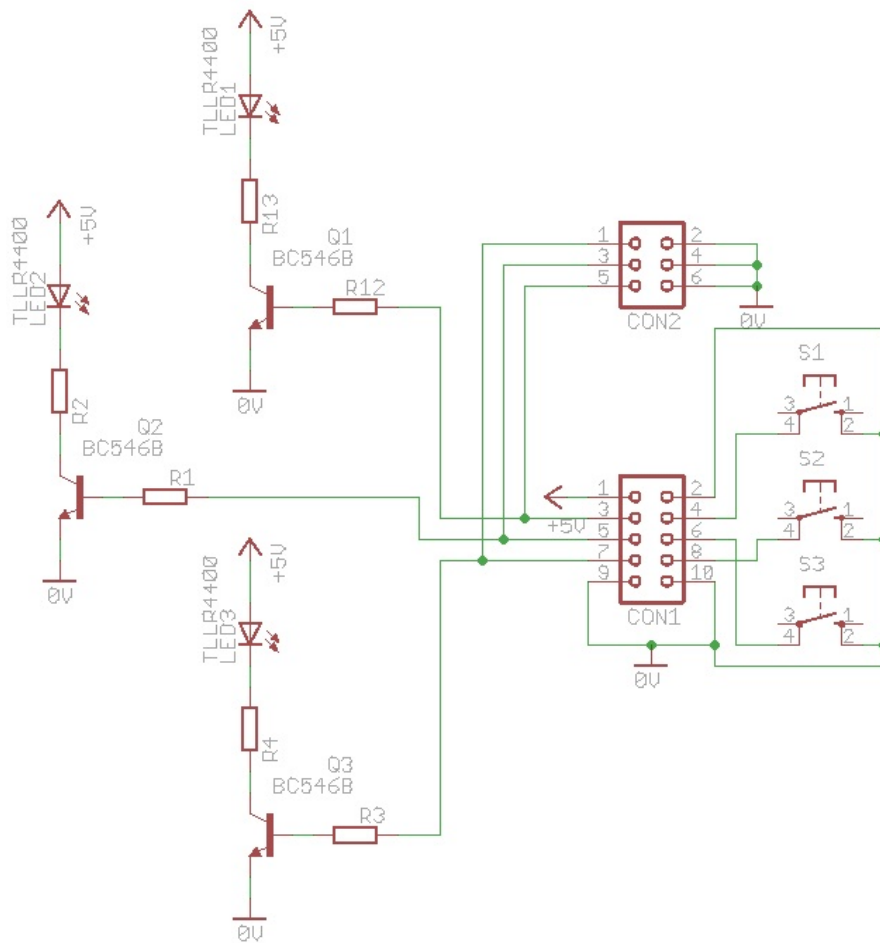 +5V
TLLR4400
LED1
R13
Q1
BC546B
R12
0V
+5V
TLLR4400
LED2
R2
Q2
BC546B
R1
0V
+5V
TLLR4400
LED3
R4
Q3
BC546B
R3
0V
1 2
3 4
5 6
CON2
0V
+5V
1 2
3 4
5 6
7 8
9 10
CON1
0V
S1
3 1
4 2
S2
3 1
4 2
S3
3 1
4 2